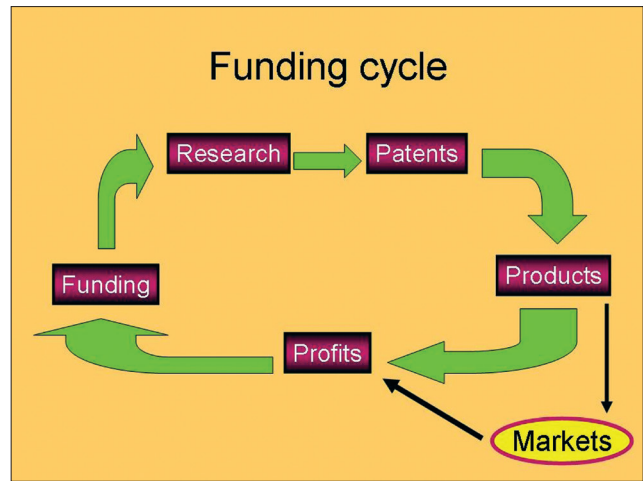 Funding cycle
Research
Patents
Funding
Products
Profits
Markets